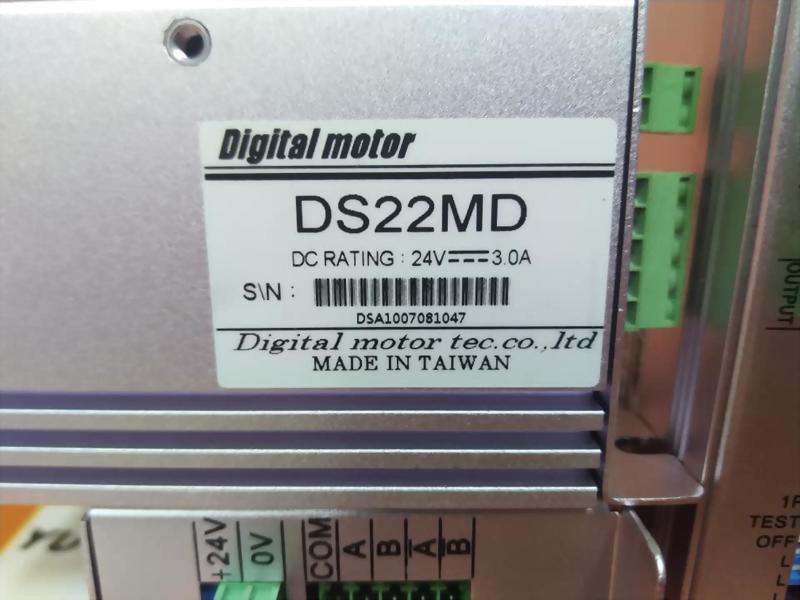 Digital motor
DS22MD
DC RATING : 24V⎓3.0A
S\N :
DSA1007081047
Digital motor tec.co.,ltd
MADE IN TAIWAN
OUTPUT
+24V
0V
COM
A
B
A̅
B̅
TEST
OFF
L
L